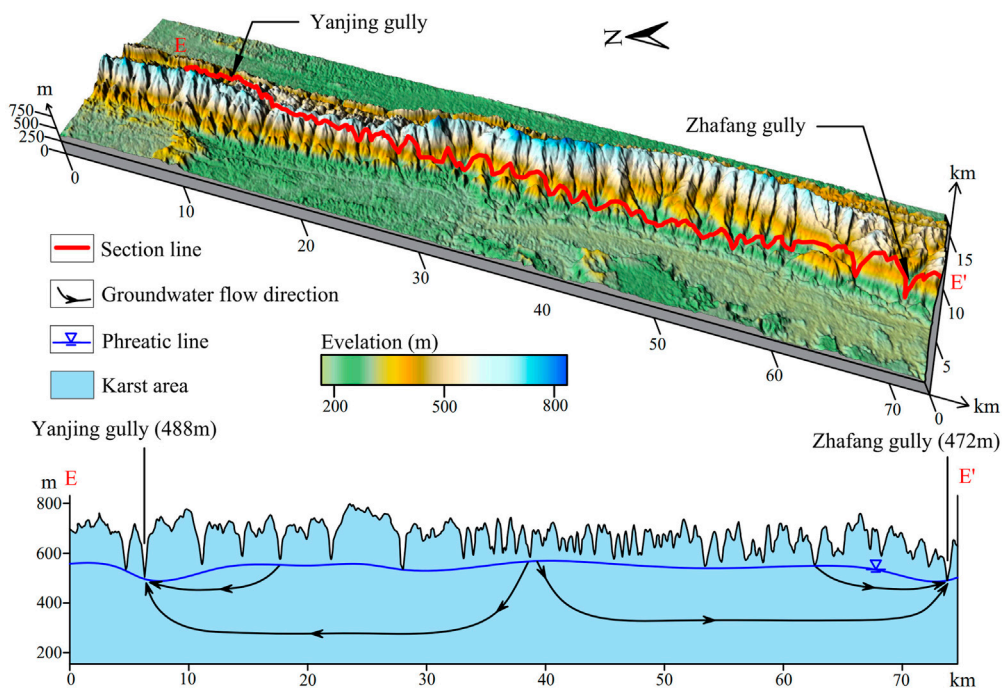 Yanjing gully
E
N
m
750
500
250
0
0
10
20
30
40
50
60
70
km
Zhafang gully
km
15
E'
10
5
0
Section line
Groundwater flow direction
Phreatic line
Karst area
Evelation (m)
200 500 800
Yanjing gully (488m)
Zhafang gully (472m)
E
E'
m
800
600
400
200
0 10 20 30 40 50 60 70 km